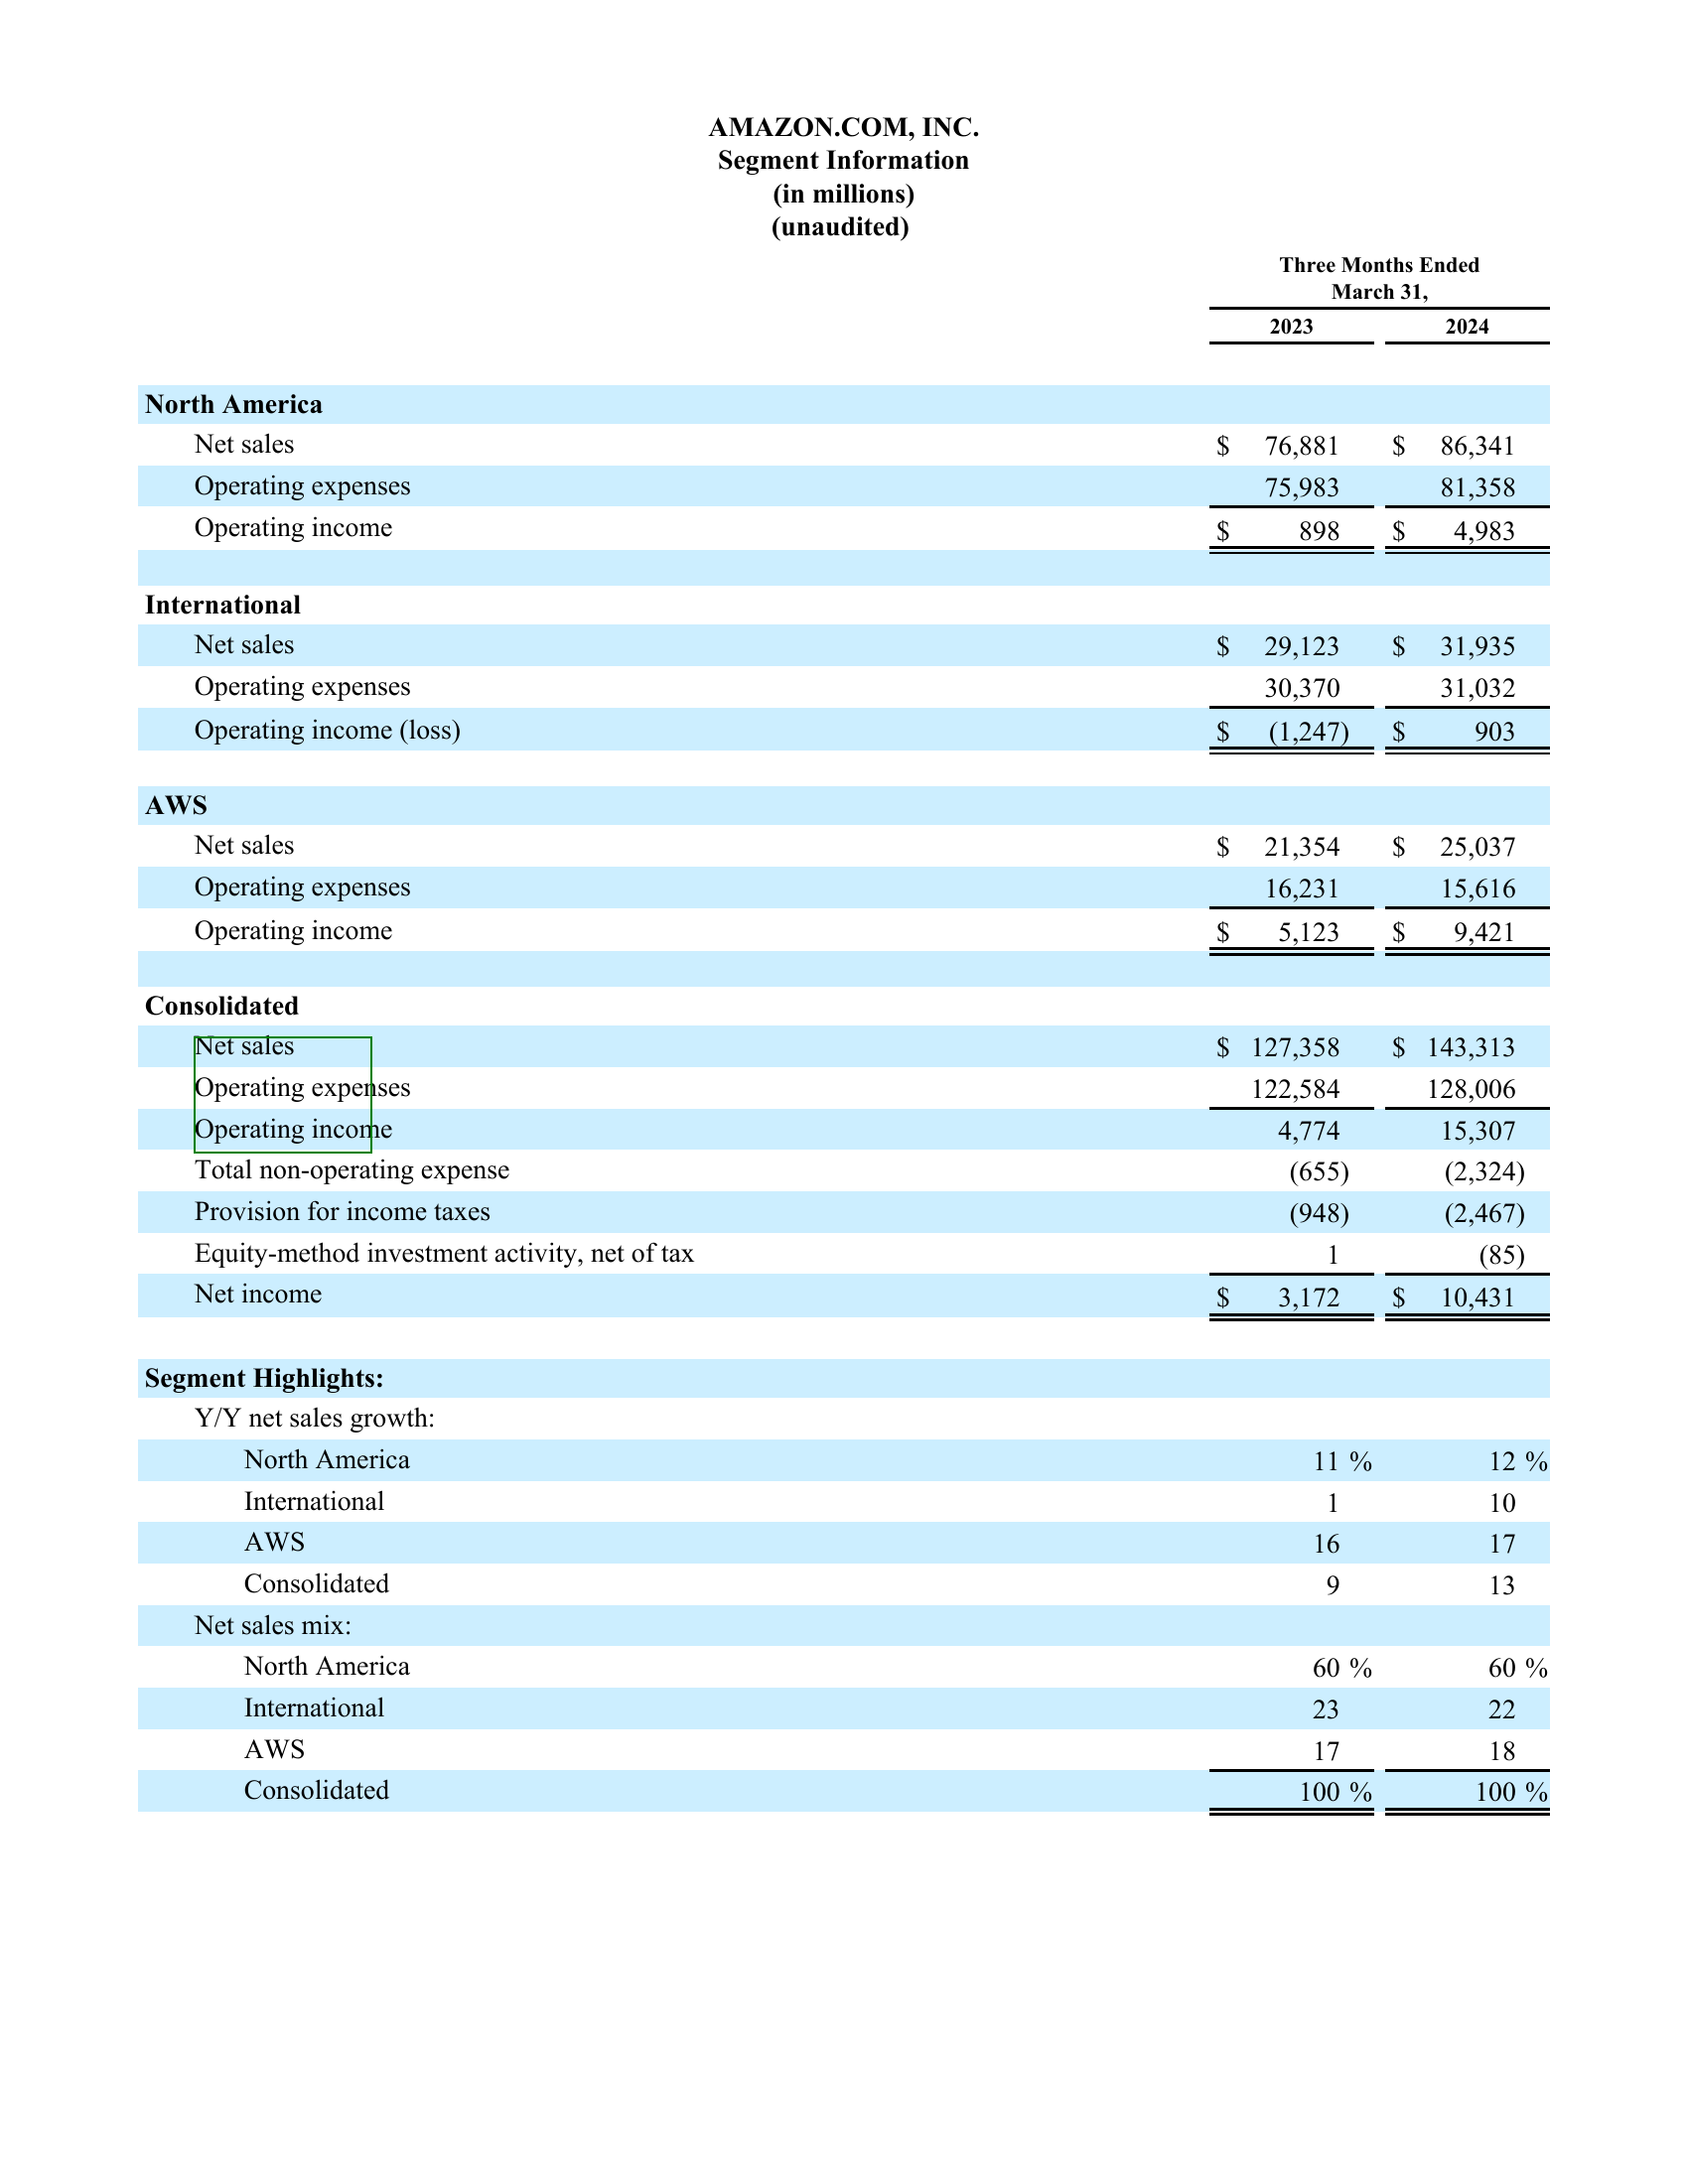 AMAZON.COM, INC.
Segment Information
(in millions)
(unaudited)
Three Months Ended
March 31,
2023 2024
North America
Net sales $ 76,881 $ 86,341
Operating expenses 75,983 81,358
Operating income $ 898 $ 4,983
International
Net sales $ 29,123 $ 31,935
Operating expenses 30,370 31,032
Operating income (loss) $ (1,247) $ 903
AWS
Net sales $ 21,354 $ 25,037
Operating expenses 16,231 15,616
Operating income $ 5,123 $ 9,421
Consolidated
Net sales $ 127,358 $ 143,313
Operating expenses 122,584 128,006
Operating income 4,774 15,307
Total non-operating expense (655) (2,324)
Provision for income taxes (948) (2,467)
Equity-method investment activity, net of tax 1 (85)
Net income $ 3,172 $ 10,431
Segment Highlights:
Y/Y net sales growth:
North America 11 % 12 %
International 1 10
AWS 16 17
Consolidated 9 13
Net sales mix:
North America 60 % 60 %
International 23 22
AWS 17 18
Consolidated 100 % 100 %